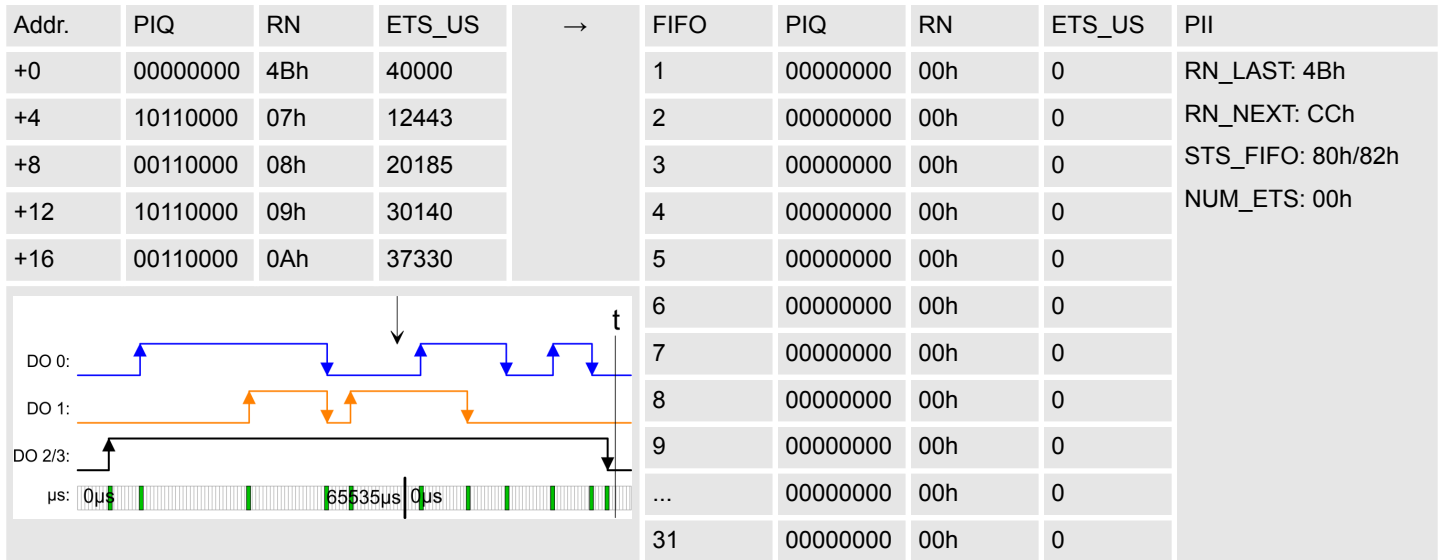 Addr. PIQ RN ETS_US → FIFO PIQ RN ETS_US PII
+0 00000000 4Bh 40000 1 00000000 00h 0 RN_LAST: 4Bh
+4 10110000 07h 12443 2 00000000 00h 0 RN_NEXT: CCh
+8 00110000 08h 20185 3 00000000 00h 0 STS_FIFO: 80h/82h
+12 10110000 09h 30140 4 00000000 00h 0 NUM_ETS: 00h
+16 00110000 0Ah 37330 5 00000000 00h 0
6 00000000 00h 0
t
DO 0: 7 00000000 00h 0
DO 1: 8 00000000 00h 0
DO 2/3: 9 00000000 00h 0
µs: 0µs 65535µs 0µs ... 00000000 00h 0
31 00000000 00h 0